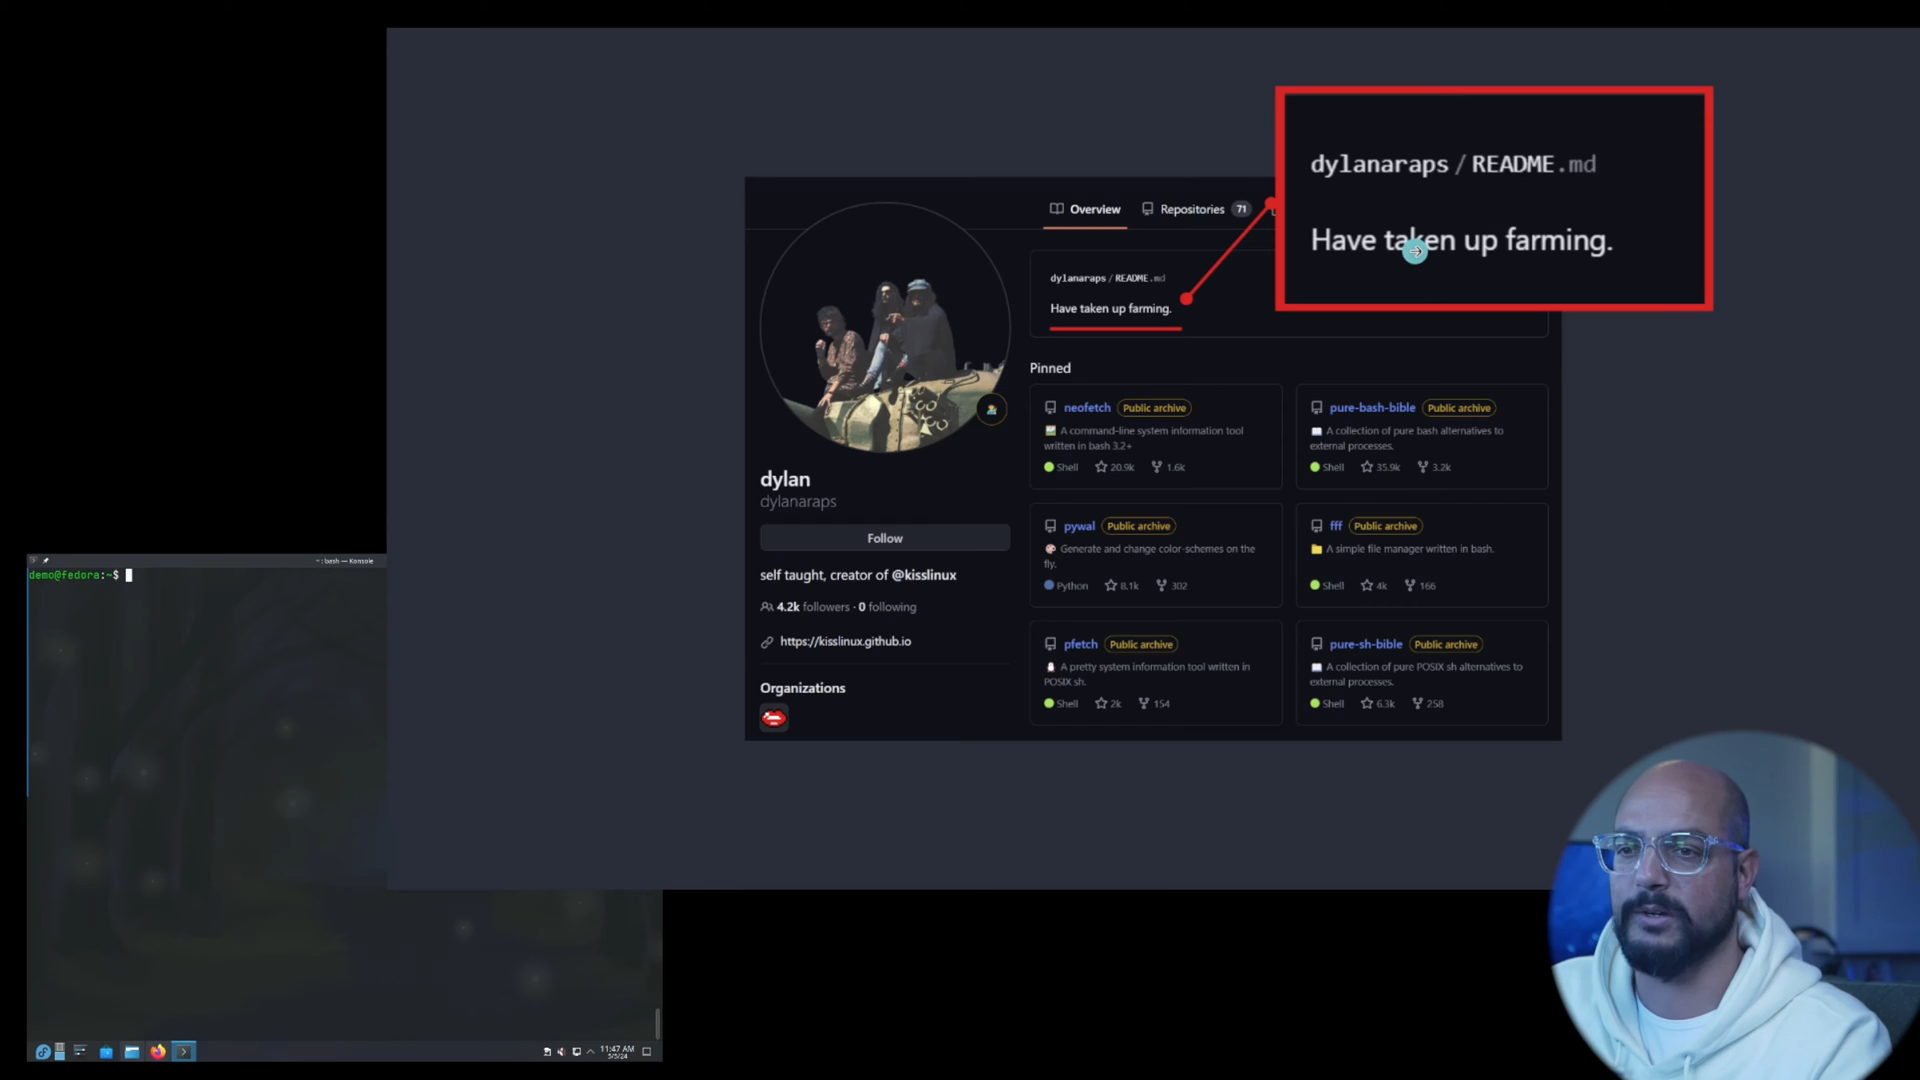 dylanaraps / README.md
Have taken up farming.
Overview
Repositories 71
dylanaraps / README.md
Have taken up farming.
Pinned
neofetch Public archive
A command-line system information tool
written in bash 3.2+
Shell 20.9k 1.6k
pure-bash-bible Public archive
A collection of pure bash alternatives to
external processes.
Shell 35.9k 3.2k
pywal Public archive
Generate and change color-schemes on the
fly.
Python 8.1k 302
fff Public archive
A simple file manager written in bash.
Shell 4k 166
pfetch Public archive
A pretty system information tool written in
POSIX sh.
Shell 2k 154
pure-sh-bible Public archive
A collection of pure POSIX sh alternatives to
external processes.
Shell 6.3k 258
dylan
dylanaraps
Follow
self taught, creator of @kisslinux
4.2k followers · 0 following
https://kisslinux.github.io
Organizations
~ : bash — Konsole
demo@fedora:~$
11:47 AM
5/5/24